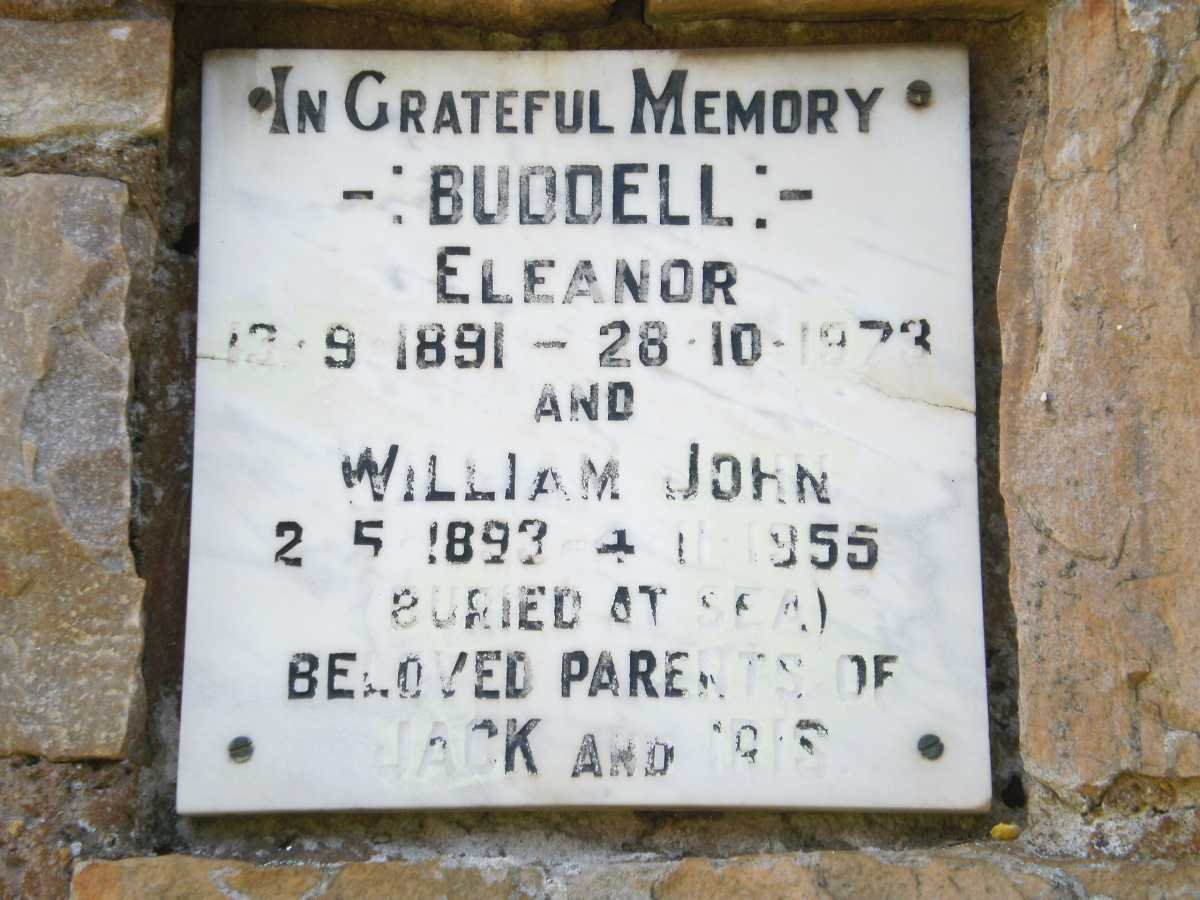 IN GRATEFUL MEMORY
-:BUDDELL:-
ELEANOR
13·9·1891 - 28·10·1973
AND
WILLIAM JOHN
2·5·1893 - 4·11·1955
(BURIED AT SEA)
BELOVED PARENTS OF
JACK AND IRIS.